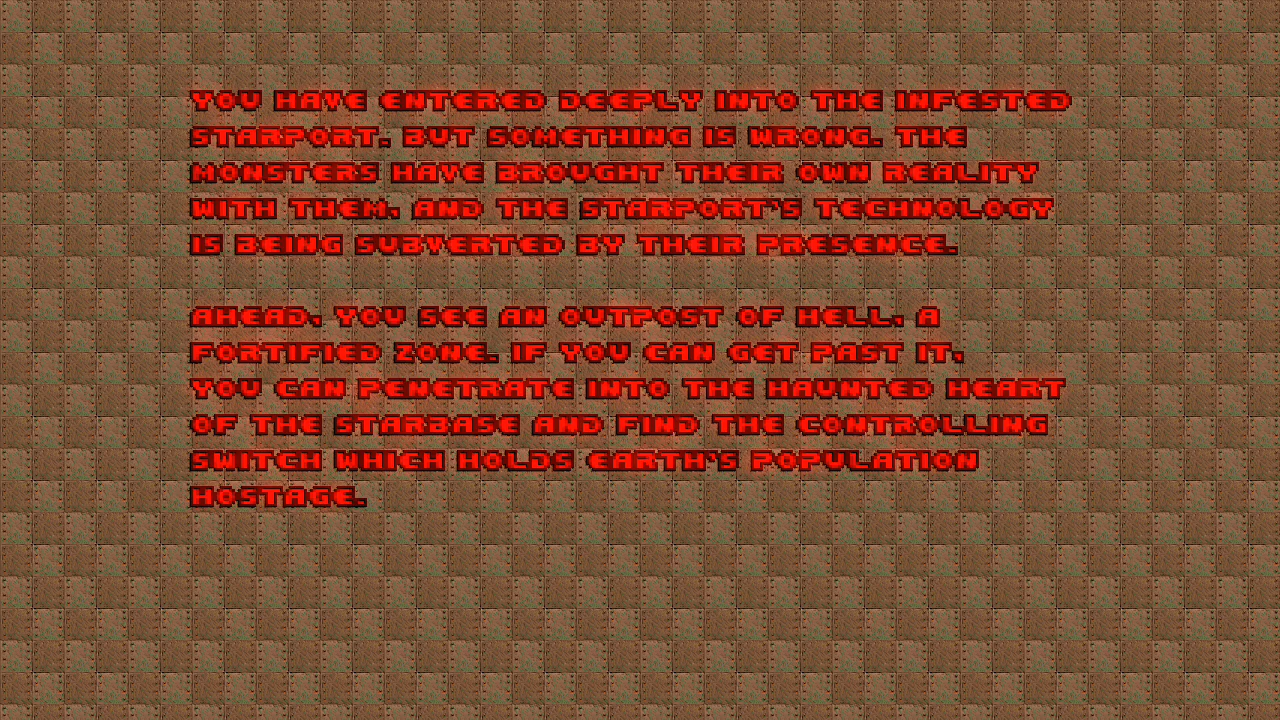 YOU HAVE ENTERED DEEPLY INTO THE INFESTED
STARPORT. BUT SOMETHING IS WRONG. THE
MONSTERS HAVE BROUGHT THEIR OWN REALITY
WITH THEM, AND THE STARPORT'S TECHNOLOGY
IS BEING SUBVERTED BY THEIR PRESENCE.
AHEAD, YOU SEE AN OUTPOST OF HELL, A
FORTIFIED ZONE. IF YOU CAN GET PAST IT,
YOU CAN PENETRATE INTO THE HAUNTED HEART
OF THE STARBASE AND FIND THE CONTROLLING
SWITCH WHICH HOLDS EARTH'S POPULATION
HOSTAGE.